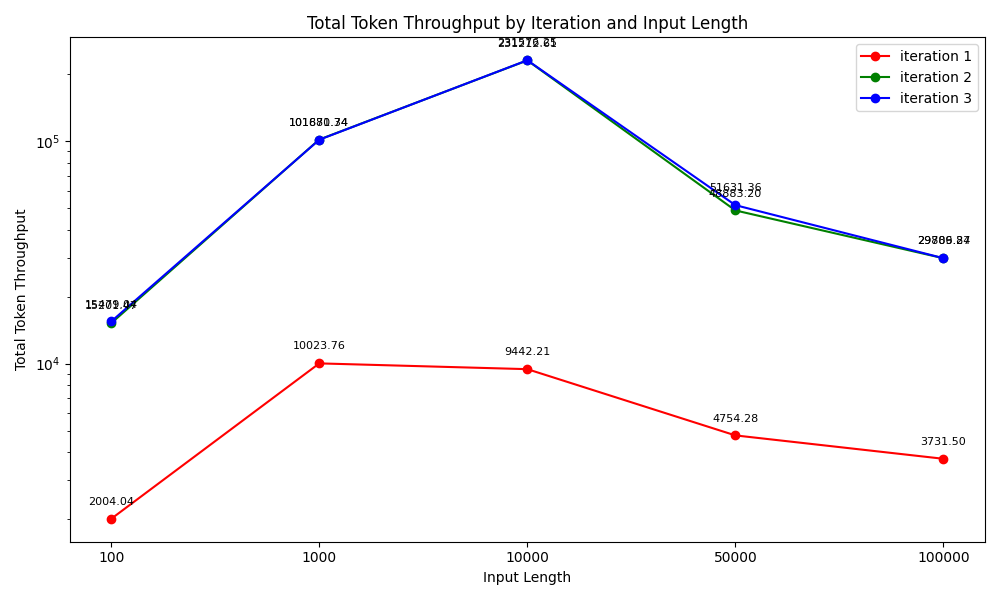 Total Token Throughput by Iteration and Input Length
iteration 1
iteration 2
iteration 3
Total Token Throughput
10^5
10^4
51631.36
48883.20
2004.04
10023.76
9442.21
4754.28
3731.50
100
1000
10000
50000
100000
Input Length